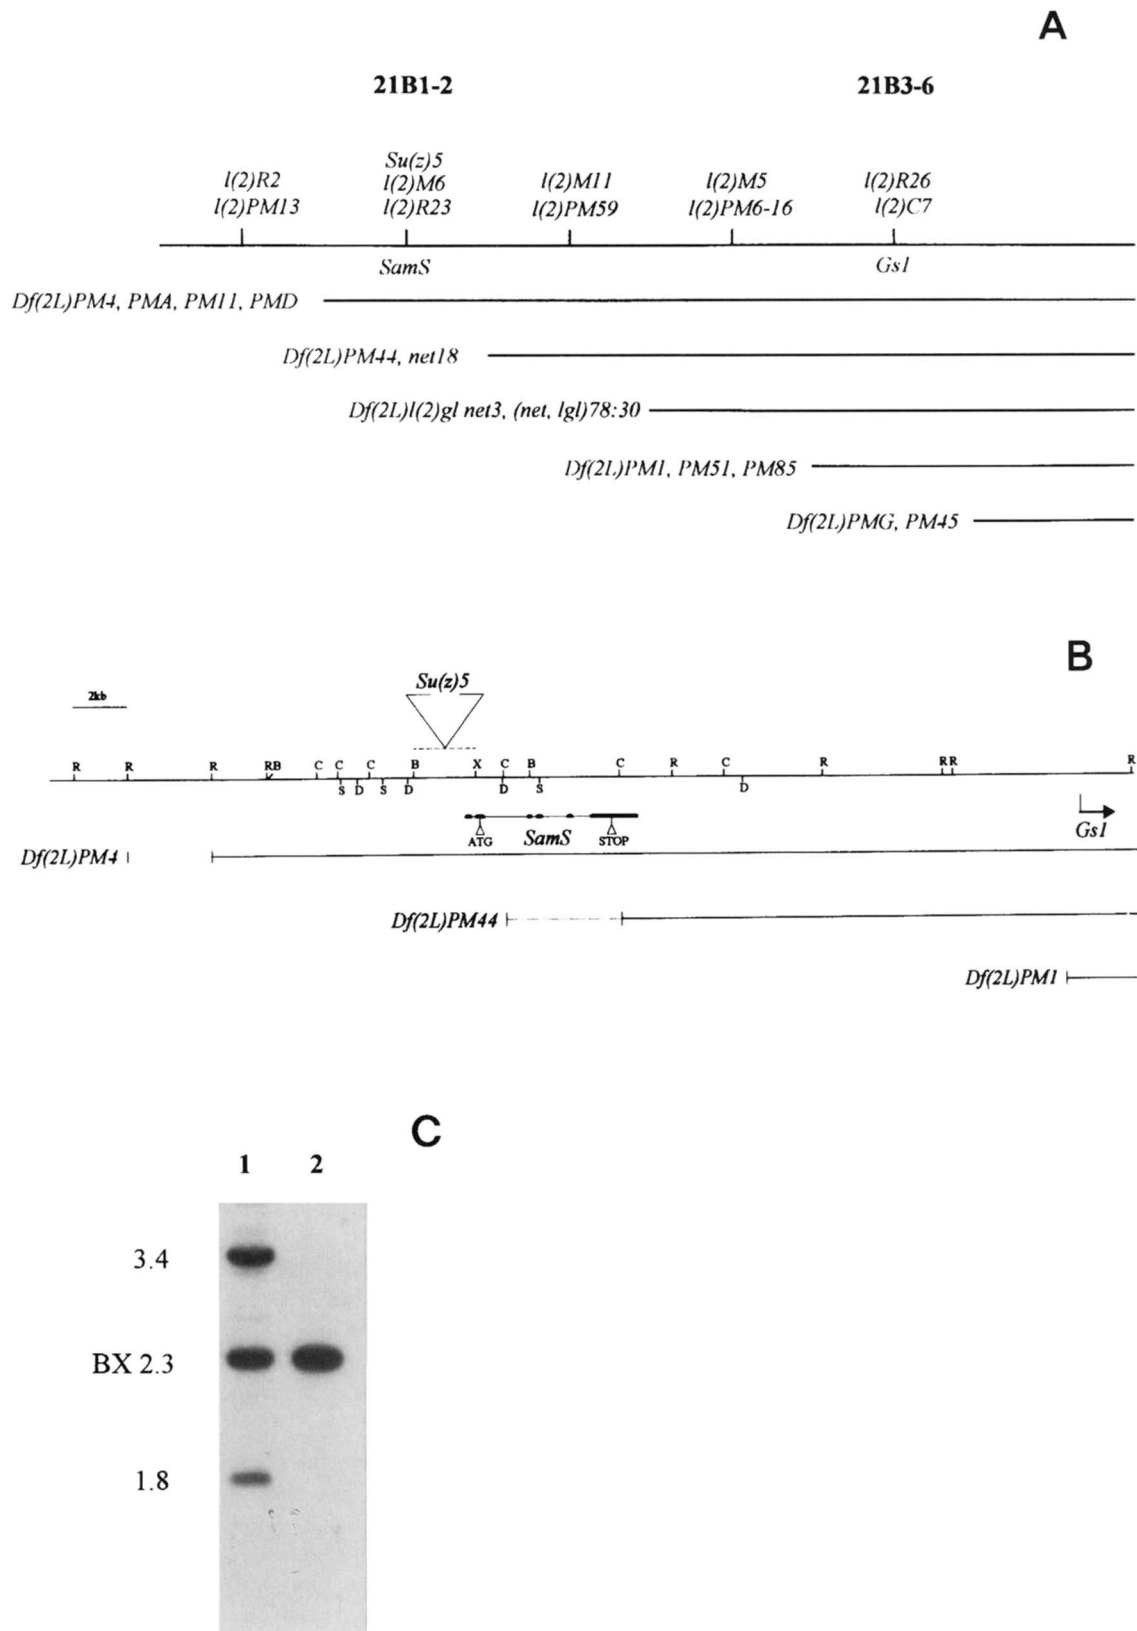 A
21B1-2 21B3-6
Su(z)5
l(2)R2 l(2)M6 l(2)M11 l(2)M5 l(2)R26
l(2)PM13 l(2)R23 l(2)PM59 l(2)PM6-16 l(2)C7
SamS Gs1
Df(2L)PM4, PMA, PM11, PMD
Df(2L)PM44, net18
Df(2L)l(2)gl net3, (net, lgl)78:30
Df(2L)PM1, PM51, PM85
Df(2L)PMG, PM45
B
Su(z)5
2kb
R R R RB C C C B X C B C R C R RR R
S D S D D S D
ATG SamS STOP Gs1
Df(2L)PM4
Df(2L)PM44
Df(2L)PM1
C
1 2
3.4
BX 2.3
1.8